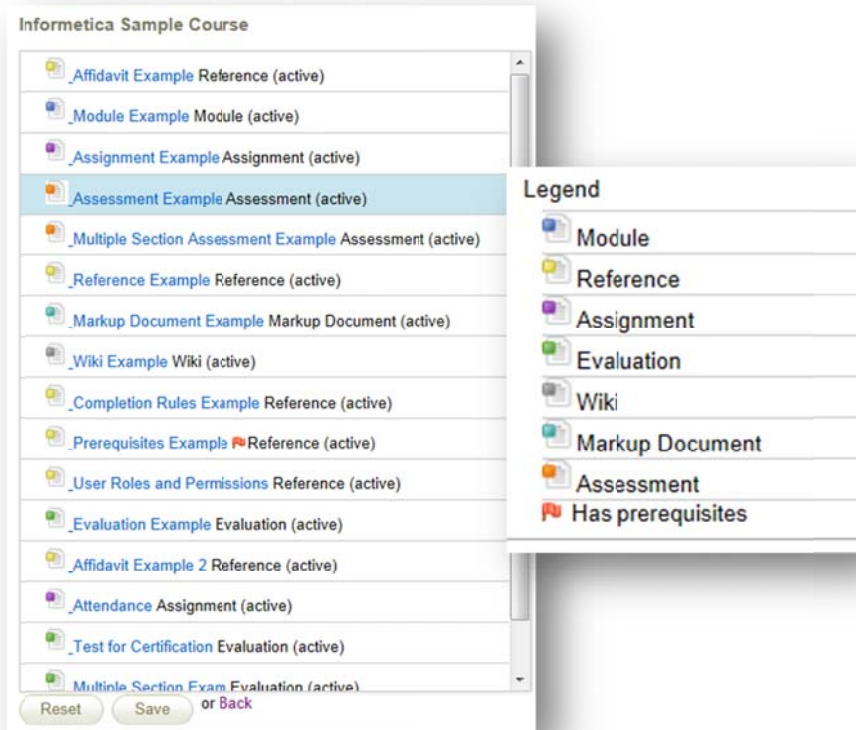 Informetica Sample Course
_Affidavit Example Reference (active)
_Module Example Module (active)
_Assignment Example Assignment (active)
_Assessment Example Assessment (active)
_Multiple Section Assessment Example Assessment (active)
_Reference Example Reference (active)
_Markup Document Example Markup Document (active)
_Wiki Example Wiki (active)
_Completion Rules Example Reference (active)
_Prerequisites Example Reference (active)
_User Roles and Permissions Reference (active)
_Evaluation Example Evaluation (active)
_Affidavit Example 2 Reference (active)
_Attendance Assignment (active)
_Test for Certification Evaluation (active)
_Multiple Section Exam Evaluation (active)
Reset Save or Back
Legend
Module
Reference
Assignment
Evaluation
Wiki
Markup Document
Assessment
Has prerequisites